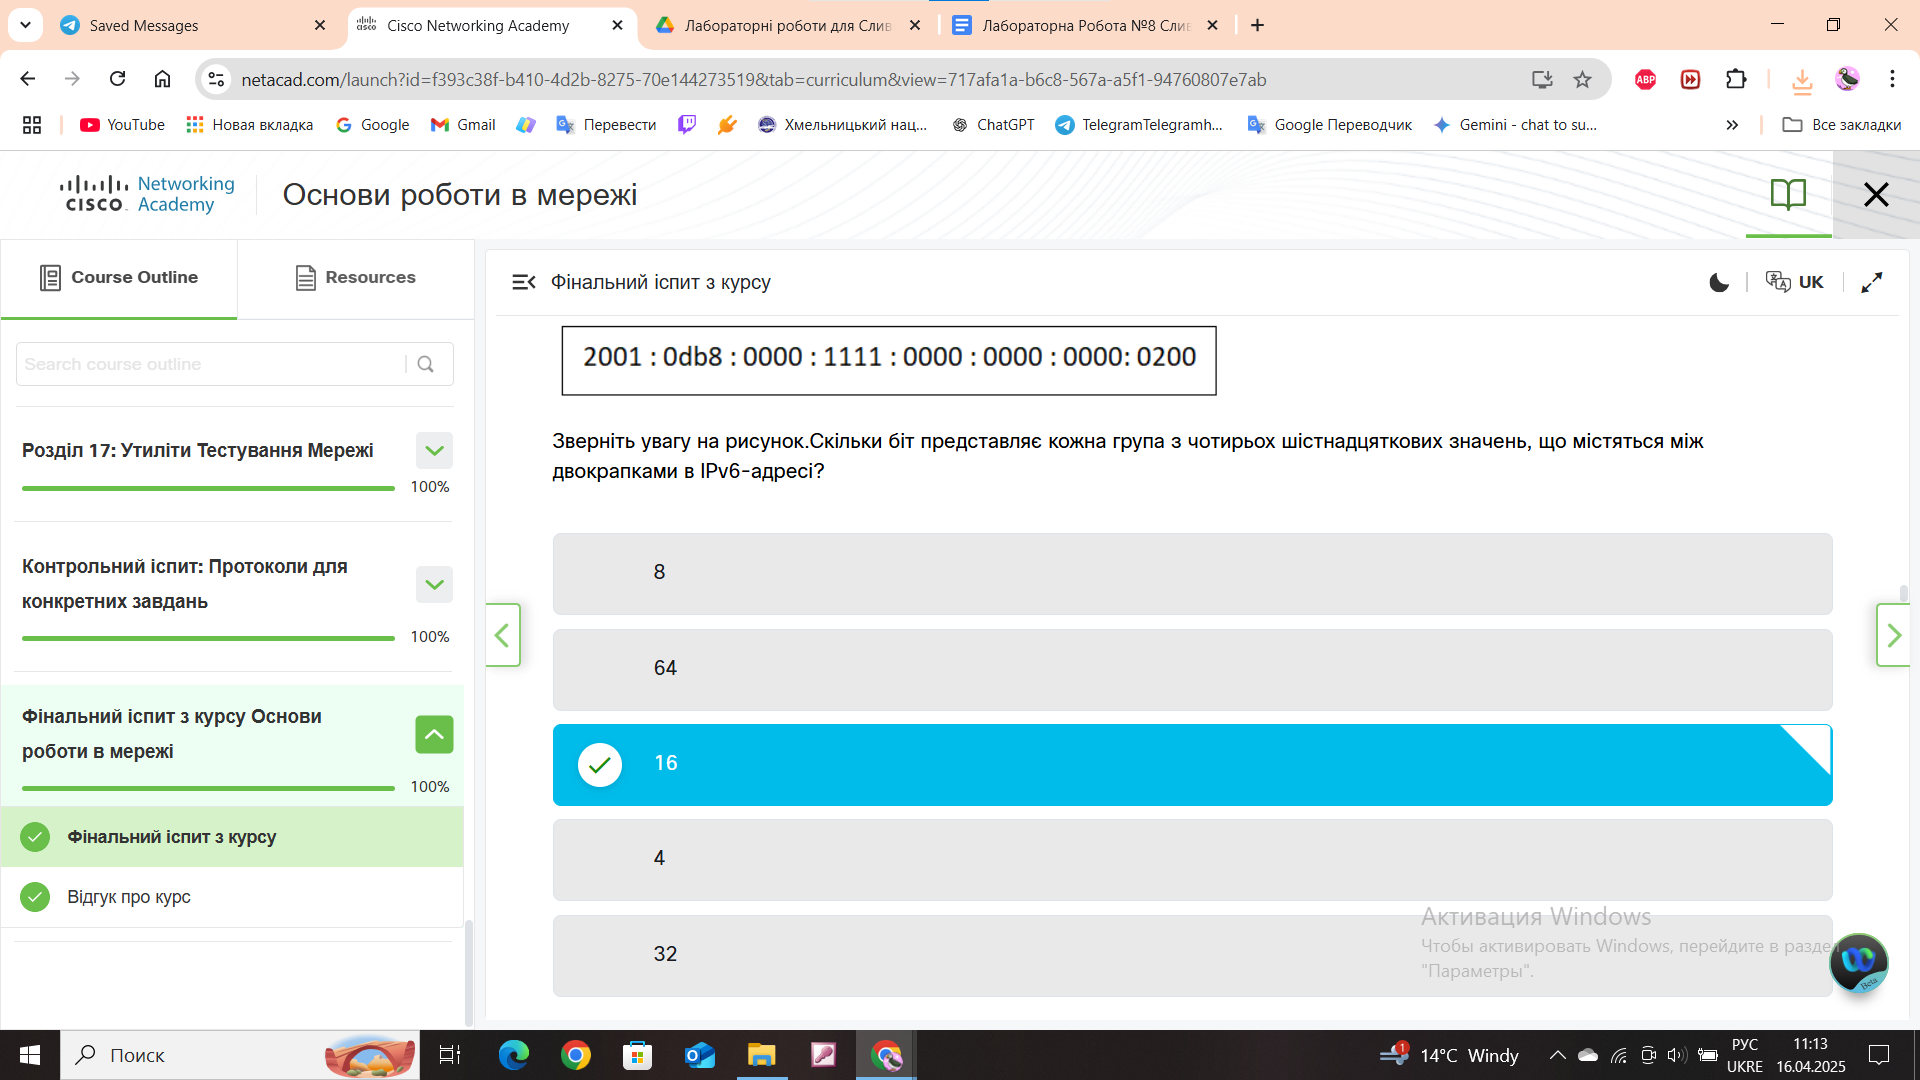 Saved Messages
Cisco Networking Academy
Лабораторні роботи для Слив
Лабораторна Робота №8 Слив
netacad.com/launch?id=f393c38f-b410-4d2b-8275-70e144273519&tab=curriculum&view=717afa1a-b6c8-567a-a5f1-94760807e7ab
ABP
YouTube
Новая вкладка
Google
Gmail
Перевести
Хмельницький нац...
ChatGPT
TelegramTelegramh...
Google Переводчик
Gemini - chat to su...
Все закладки
CISCO
Networking
Academy
Основи роботи в мережі
Course Outline
Resources
Search course outline
Розділ 17: Утиліти Тестування Мережі
100%
Контрольний іспит: Протоколи для
конкретних завдань
100%
Фінальний іспит з курсу Основи
роботи в мережі
100%
Фінальний іспит з курсу
Відгук про курс
Фінальний іспит з курсу
UK
2001 : 0db8 : 0000 : 1111 : 0000 : 0000 : 0000: 0200
Зверніть увагу на рисунок.Скільки біт представляє кожна група з чотирьох шістнадцяткових значень, що містяться між
двокрапками в IPv6-адресі?
8
64
16
4
32
Активация Windows
Чтобы активировать Windows, перейдите в раздел
"Параметры".
Beta
Поиск
1
14°C Windy
РУС
UKRE
11:13
16.04.2025